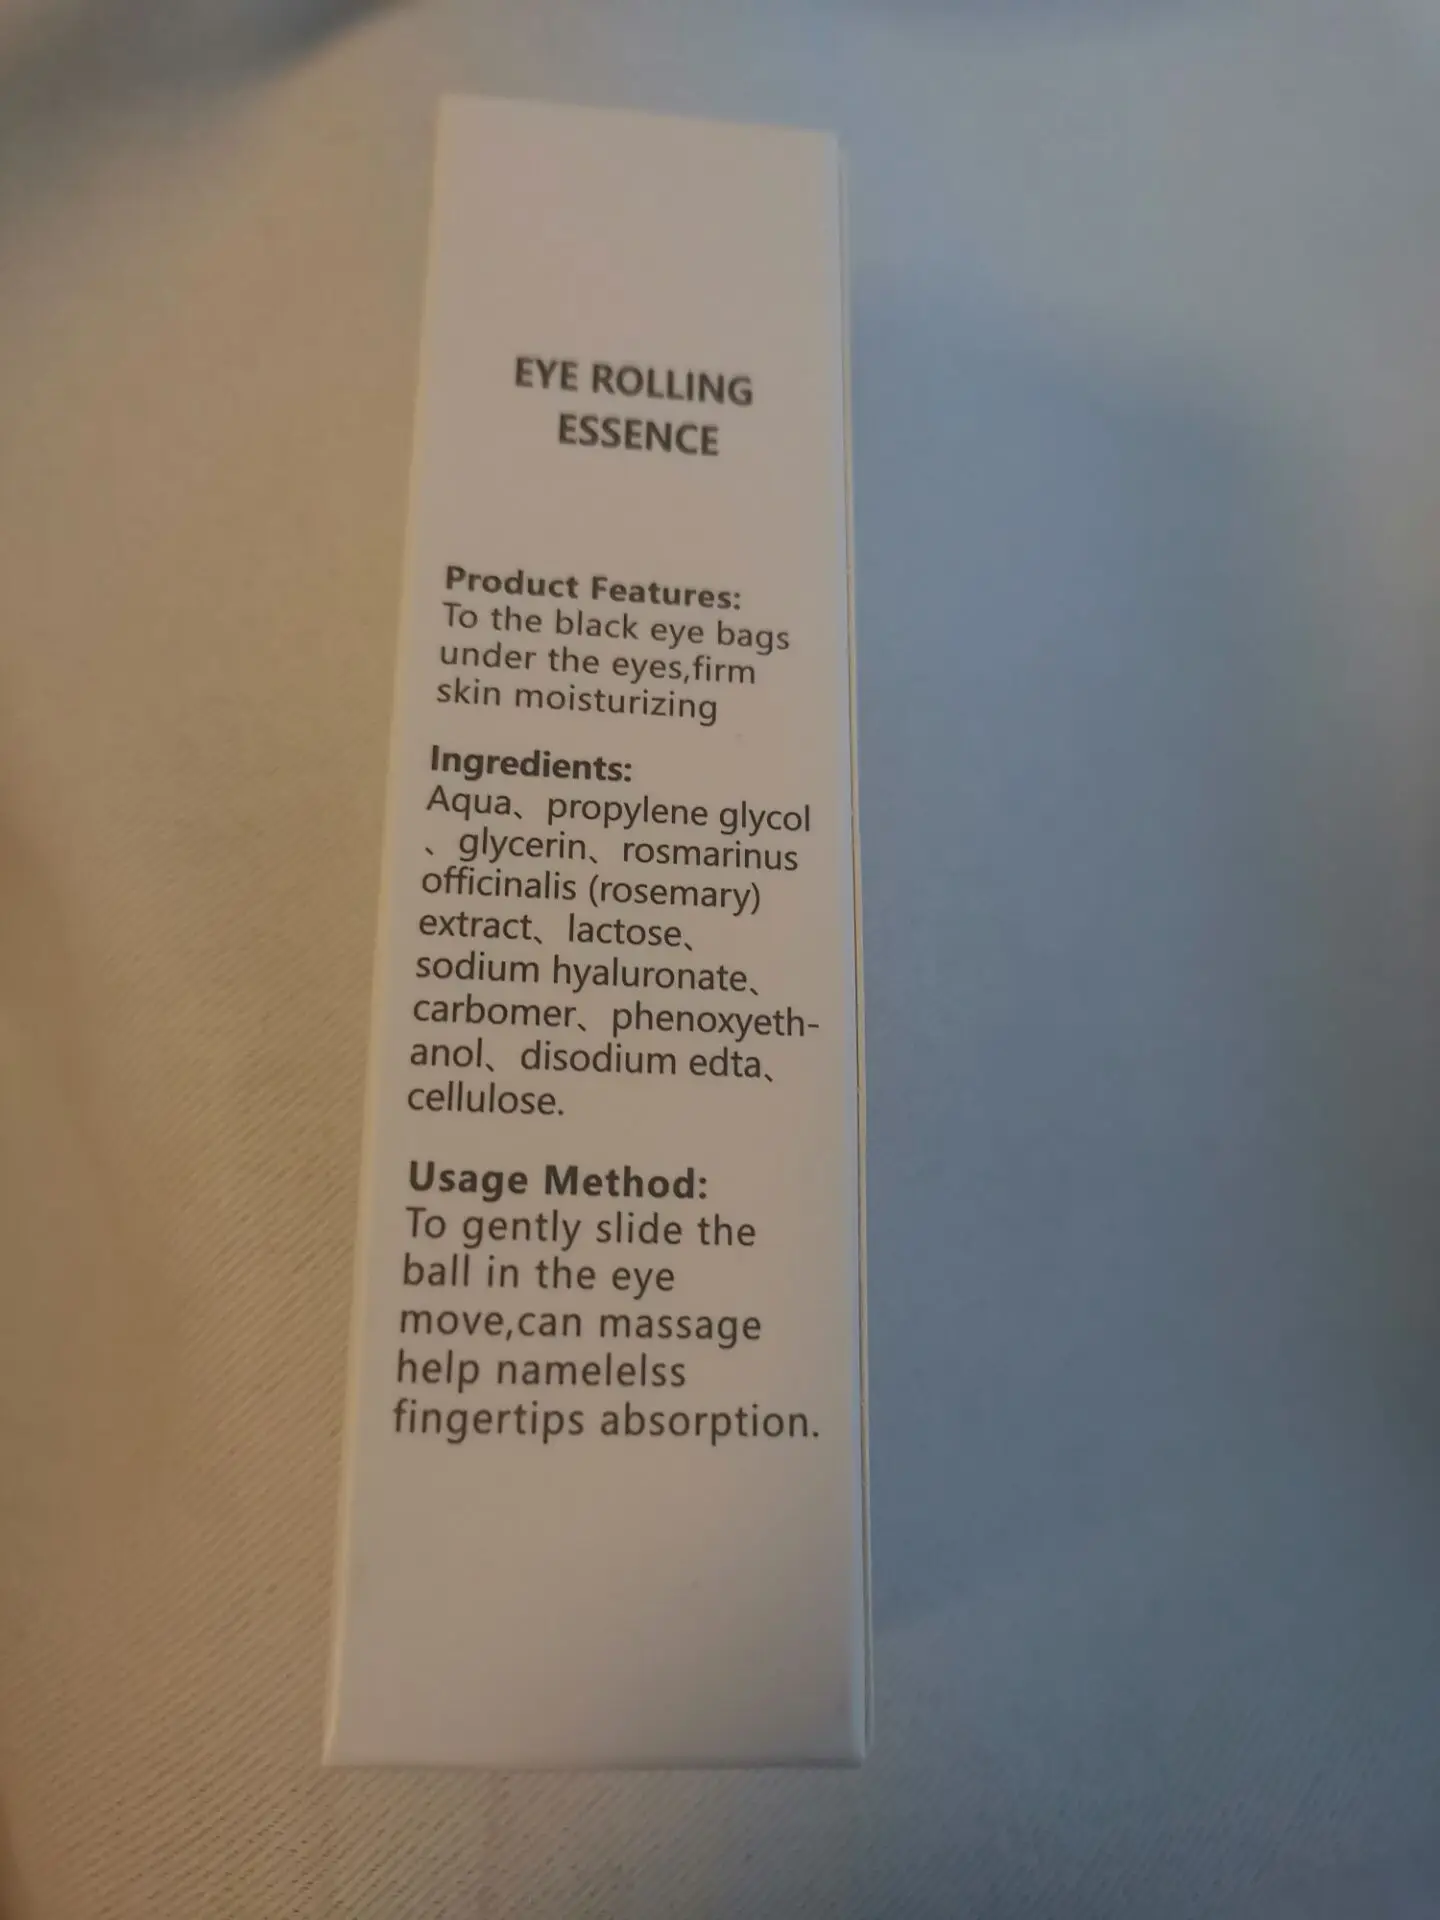 EYE ROLLING
ESSENCE
Product Features:
To the black eye bags
under the eyes,firm
skin moisturizing
Ingredients:
Aqua、propylene glycol
、glycerin、rosmarinus
officinalis (rosemary)
extract、lactose、
sodium hyaluronate、
carbomer、phenoxyeth-
anol、disodium edta、
cellulose.
Usage Method:
To gently slide the
ball in the eye
move,can massage
help namelelss
fingertips absorption.